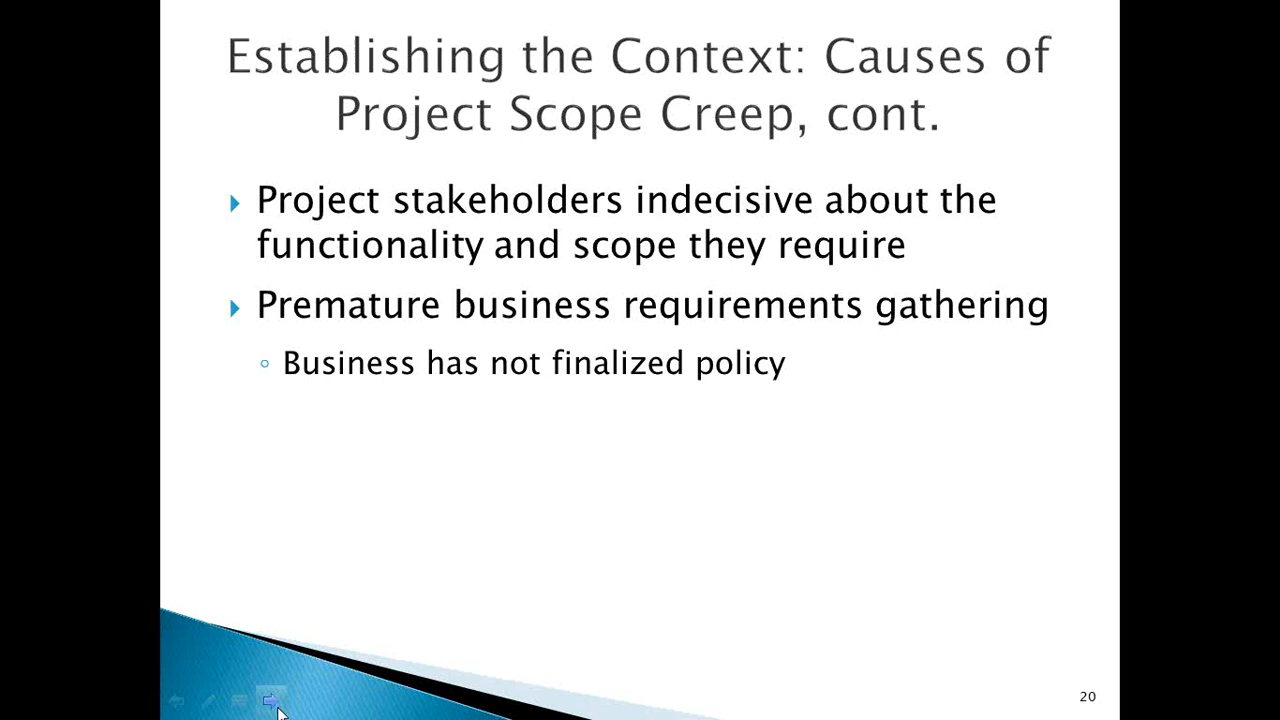 Establishing the Context: Causes of
Project Scope Creep, cont.
Project stakeholders indecisive about the
functionality and scope they require
Premature business requirements gathering
Business has not finalized policy
20